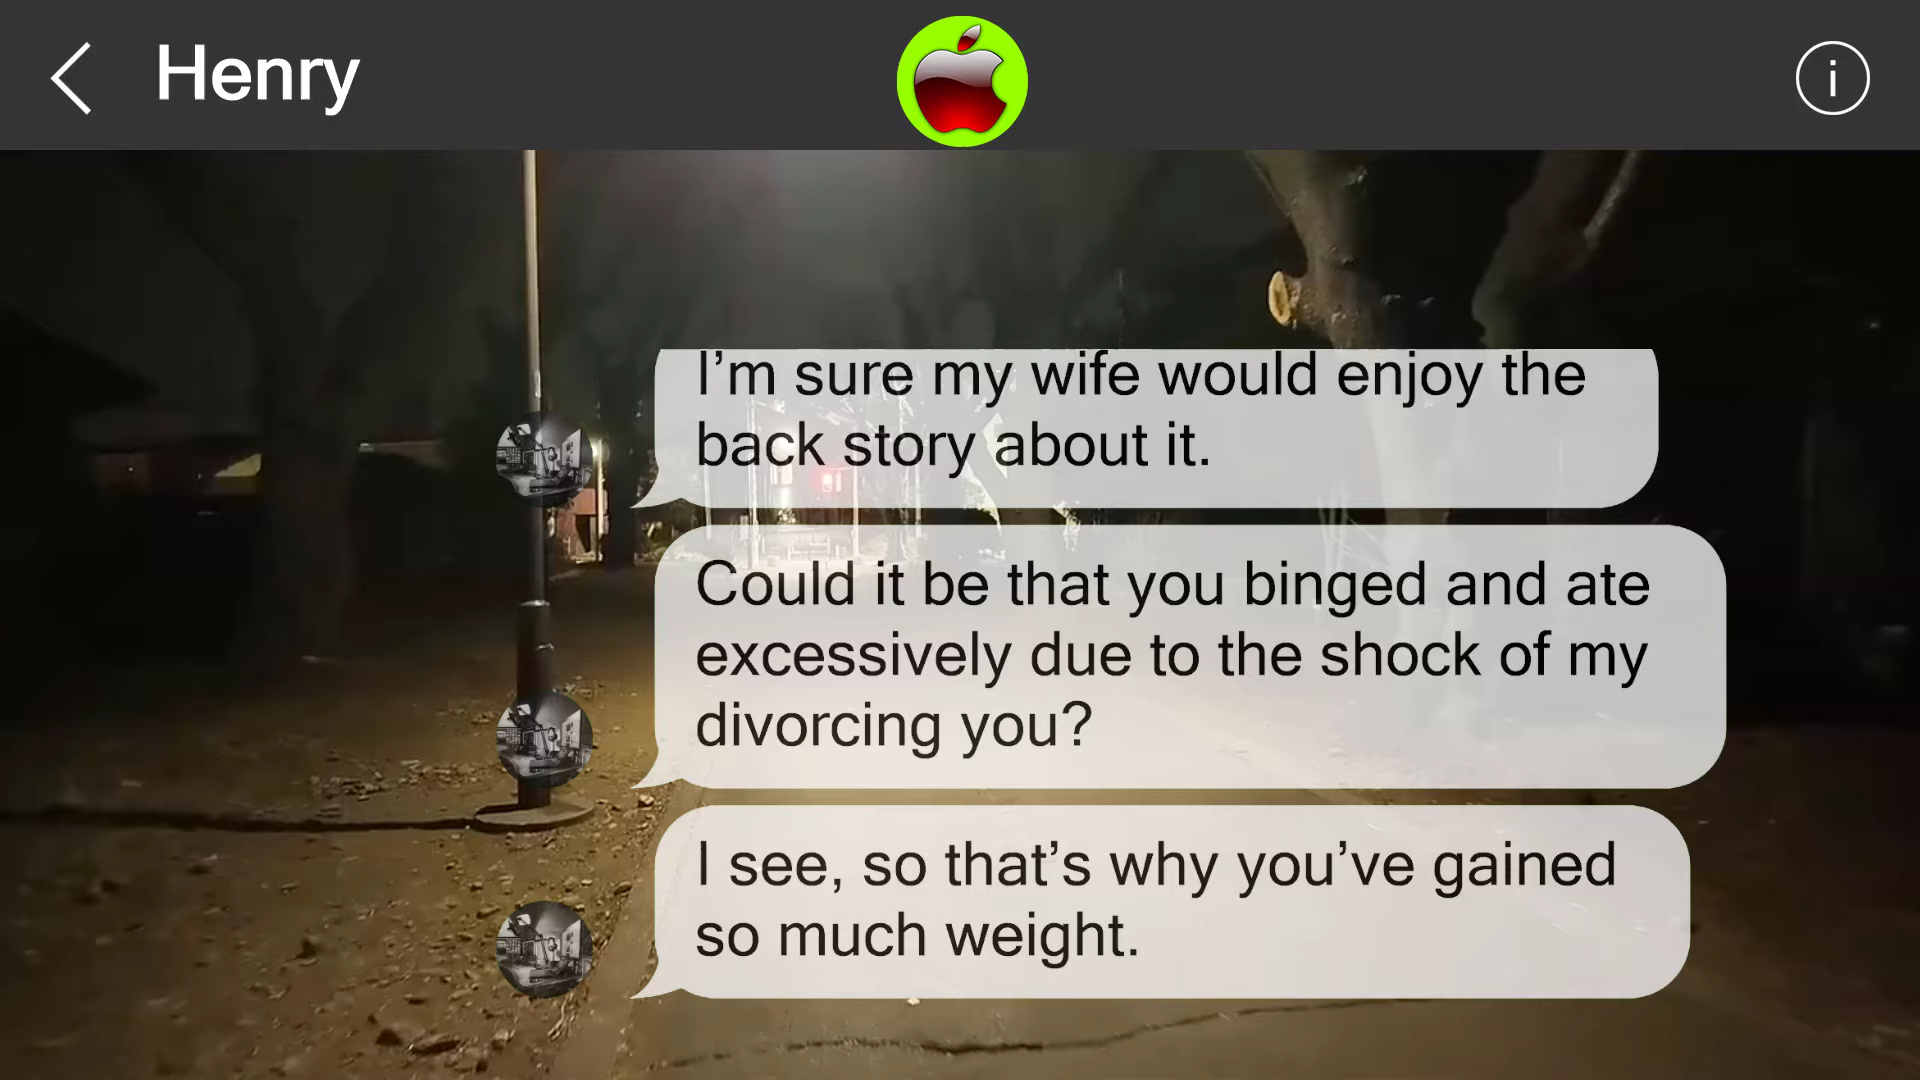 Henry
i
I’m sure my wife would enjoy the
back story about it.
Could it be that you binged and ate
excessively due to the shock of my
divorcing you?
I see, so that’s why you’ve gained
so much weight.